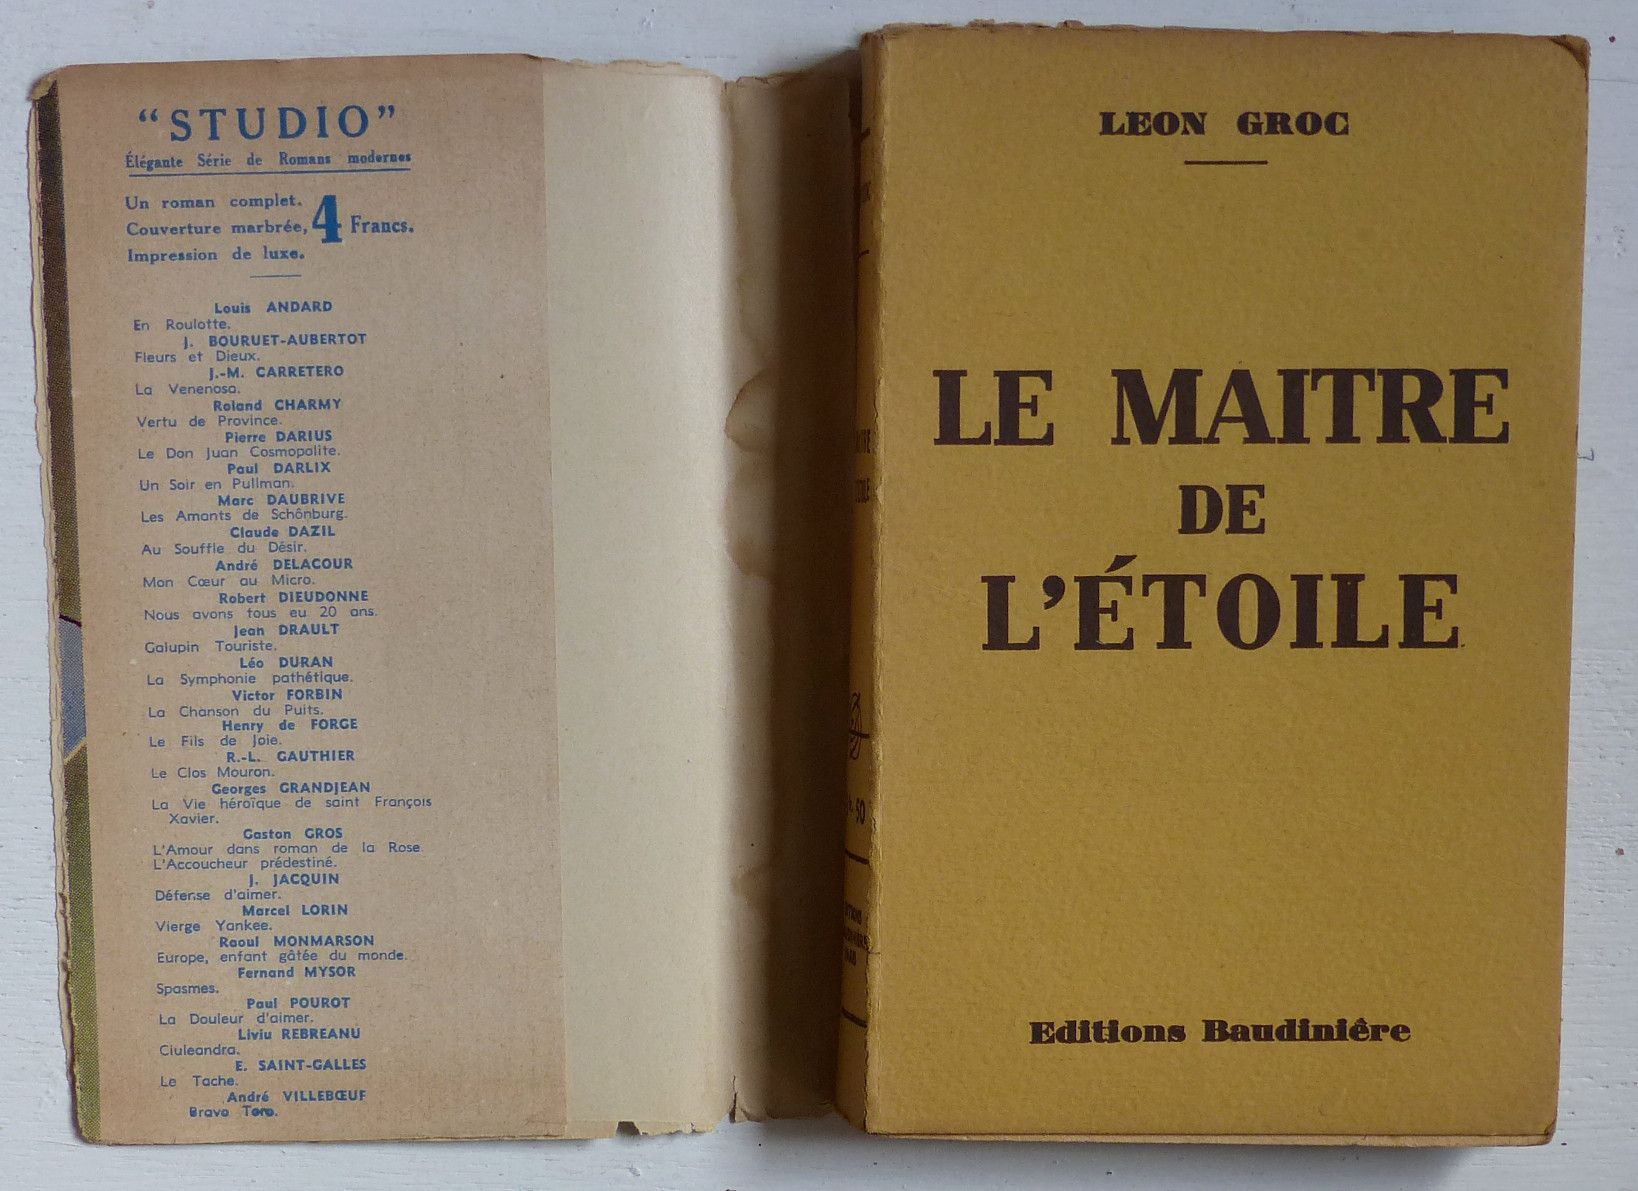 “STUDIO”
Élégante Série de Romans modernes
Un roman complet.
Couverture marbrée,
Impression de luxe.
4 Francs.
Louis ANDARD
En Roulotte.
J. BOURUET-AUBERTOT
Fleurs et Dieux.
J.-M. CARRETERO
La Venenosa.
Roland CHARMY
Vertu de Province.
Pierre DARIUS
Le Don Juan Cosmopolite.
Paul DARLIX
Un Soir en Pullman.
Marc DAUBRIVE
Les Amants de Schônburg.
Claude DAZIL
Au Souffle du Désir.
André DELACOUR
Mon Cœur au Micro.
Robert DIEUDONNE
Nous avons tous eu 20 ans.
Jean DRAULT
Galupin Touriste.
Léo DURAN
La Symphonie pathétique.
Victor FORBIN
La Chanson du Puits.
Henry de FORGE
Le Fils de Joie.
R.-L. GAUTHIER
Le Clos Mouron.
Georges GRANDJEAN
La Vie héroïque de saint François
Xavier.
Gaston GROS
L'Amour dans roman de la Rose
L'Accoucheur prédestiné.
J. JACQUIN
Défense d'aimer.
Marcel LORIN
Vierge Yankee.
Raoul MONMARSON
Europe, enfant gâtée du monde.
Fernand MYSOR
Spasmes.
Paul POUROT
La Douleur d'aimer.
Liviu REBREANU
Ciuleandra.
E. SAINT-GALLES
Le Tache.
André VILLEBŒUF
Bravo Toro.
LEON GROC
LE MAITRE
DE
L'ÉTOILE
Editions Baudinière
50